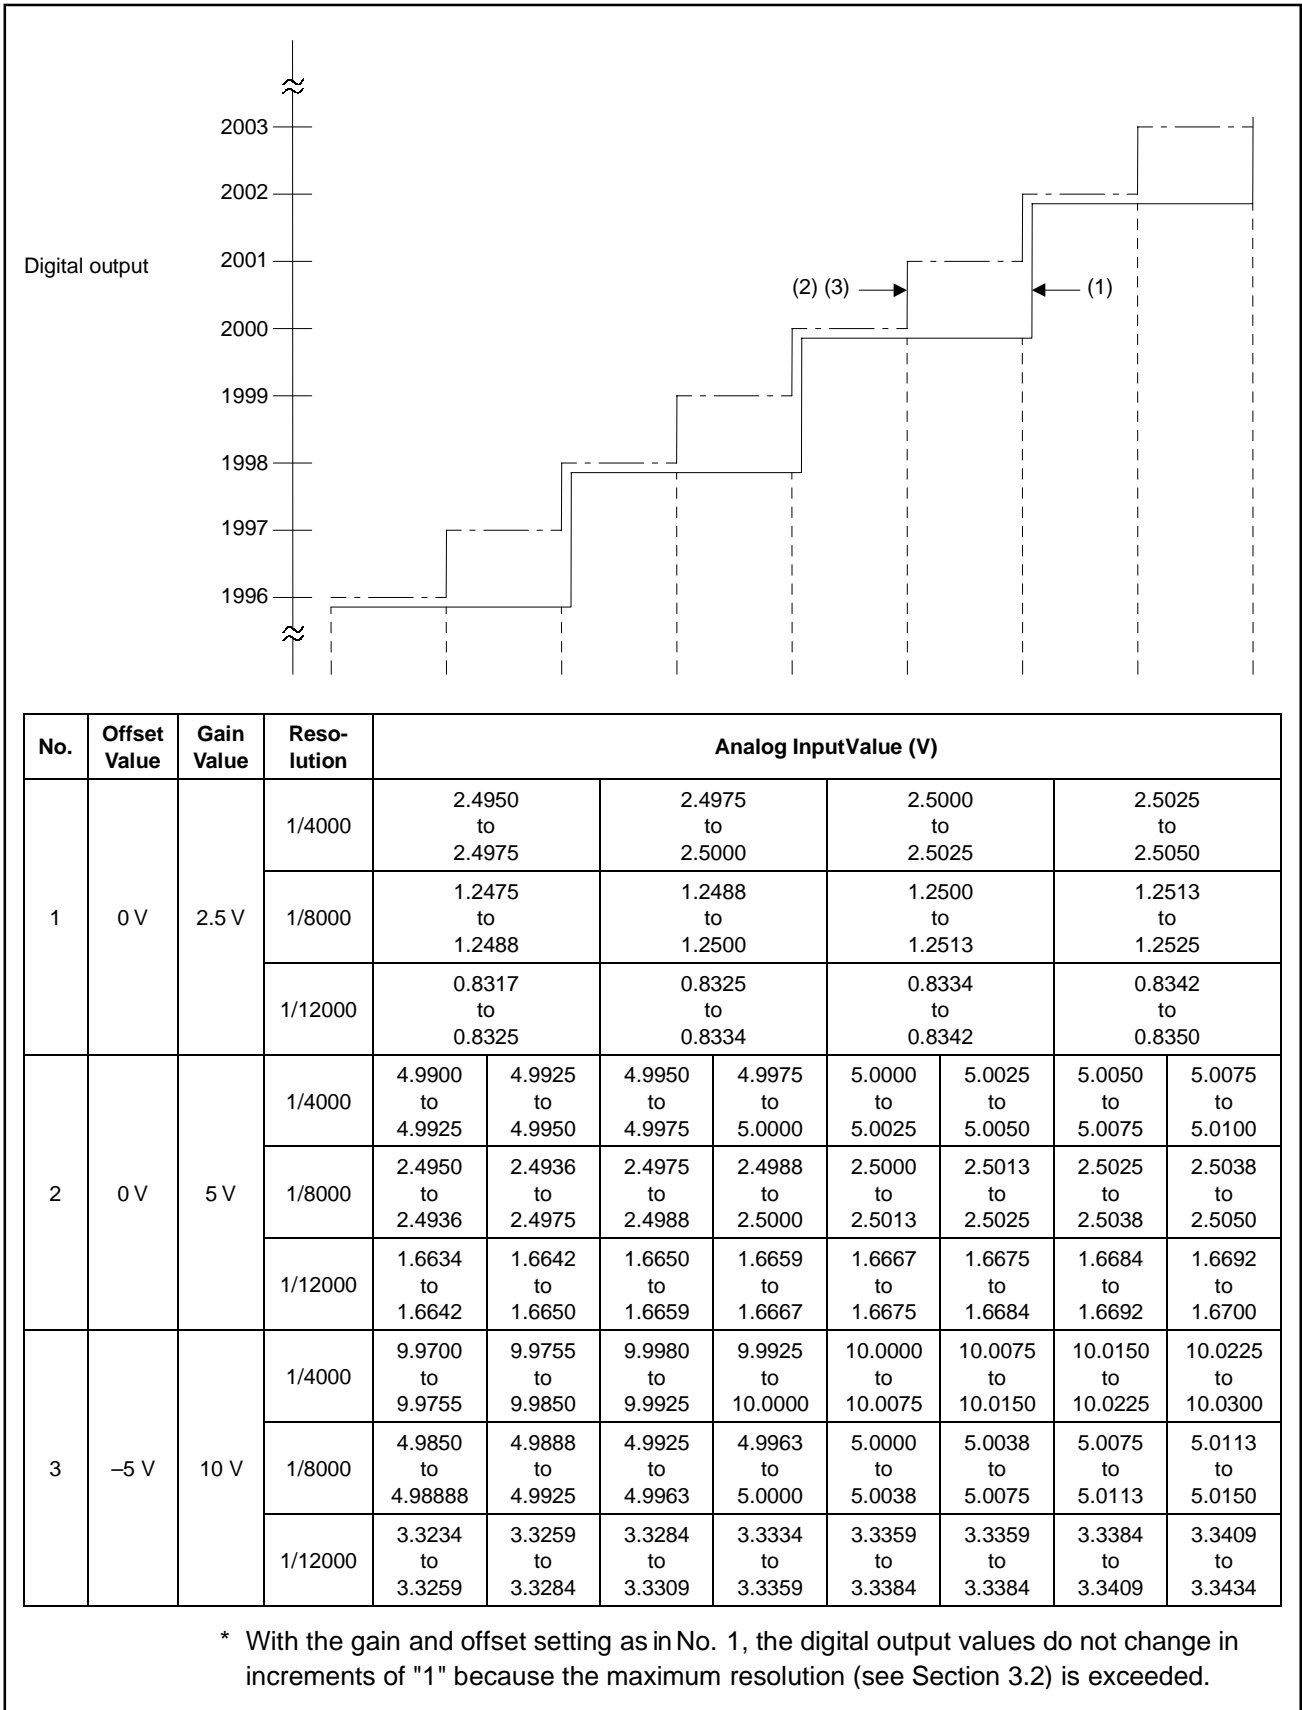 2003
2002
Digital output
2001
(2) (3)
(1)
2000
1999
1998
1997
1996
No. Offset Value Gain Value Reso-lution Analog InputValue (V)
1 0 V 2.5 V
1/4000 2.4950 to 2.4975 2.4975 to 2.5000 2.5000 to 2.5025 2.5025 to 2.5050
1/8000 1.2475 to 1.2488 1.2488 to 1.2500 1.2500 to 1.2513 1.2513 to 1.2525
1/12000 0.8317 to 0.8325 0.8325 to 0.8334 0.8334 to 0.8342 0.8342 to 0.8350
2 0 V 5 V
1/4000 4.9900 to 4.9925 4.9925 to 4.9950 4.9950 to 4.9975 4.9975 to 5.0000 5.0000 to 5.0025 5.0025 to 5.0050 5.0050 to 5.0075 5.0075 to 5.0100
1/8000 2.4950 to 2.4936 2.4936 to 2.4975 2.4975 to 2.4988 2.4988 to 2.5000 2.5000 to 2.5013 2.5013 to 2.5025 2.5025 to 2.5038 2.5038 to 2.5050
1/12000 1.6634 to 1.6642 1.6642 to 1.6650 1.6650 to 1.6659 1.6659 to 1.6667 1.6667 to 1.6675 1.6675 to 1.6684 1.6684 to 1.6692 1.6692 to 1.6700
3 –5 V 10 V
1/4000 9.9700 to 9.9755 9.9755 to 9.9850 9.9980 to 9.9925 9.9925 to 10.0000 10.0000 to 10.0075 10.0075 to 10.0150 10.0150 to 10.0225 10.0225 to 10.0300
1/8000 4.9850 to 4.98888 4.9888 to 4.9925 4.9925 to 4.9963 4.9963 to 5.0000 5.0000 to 5.0038 5.0038 to 5.0075 5.0075 to 5.0113 5.0113 to 5.0150
1/12000 3.3234 to 3.3259 3.3259 to 3.3284 3.3284 to 3.3309 3.3334 to 3.3359 3.3359 to 3.3384 3.3359 to 3.3384 3.3384 to 3.3409 3.3409 to 3.3434
* With the gain and offset setting as in No. 1, the digital output values do not change in
increments of "1" because the maximum resolution (see Section 3.2) is exceeded.